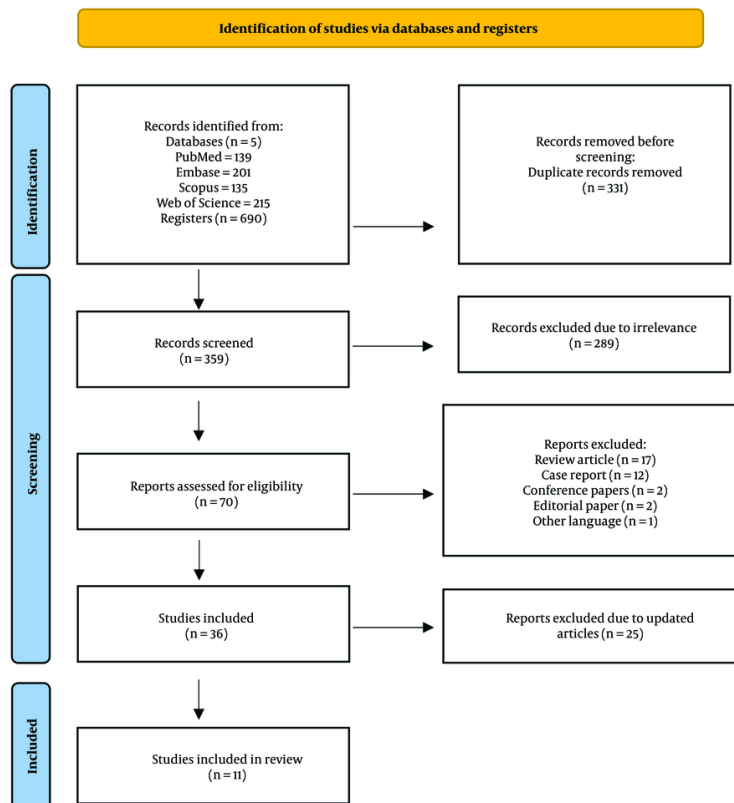 Identification of studies via databases and registers
Identification
Records identified from:
Databases (n = 5)
PubMed = 139
Embase = 201
Scopus = 135
Web of Science = 215
Registers (n = 690)
Records removed before
screening:
Duplicate records removed
(n = 331)
Screening
Records screened
(n = 359)
Records excluded due to irrelevance
(n = 289)
Reports assessed for eligibility
(n = 70)
Reports excluded:
Review article (n = 17)
Case report (n = 12)
Conference papers (n = 2)
Editorial paper (n = 2)
Other language (n = 1)
Studies included
(n = 36)
Reports excluded due to updated
articles (n = 25)
Included
Studies included in review
(n = 11)